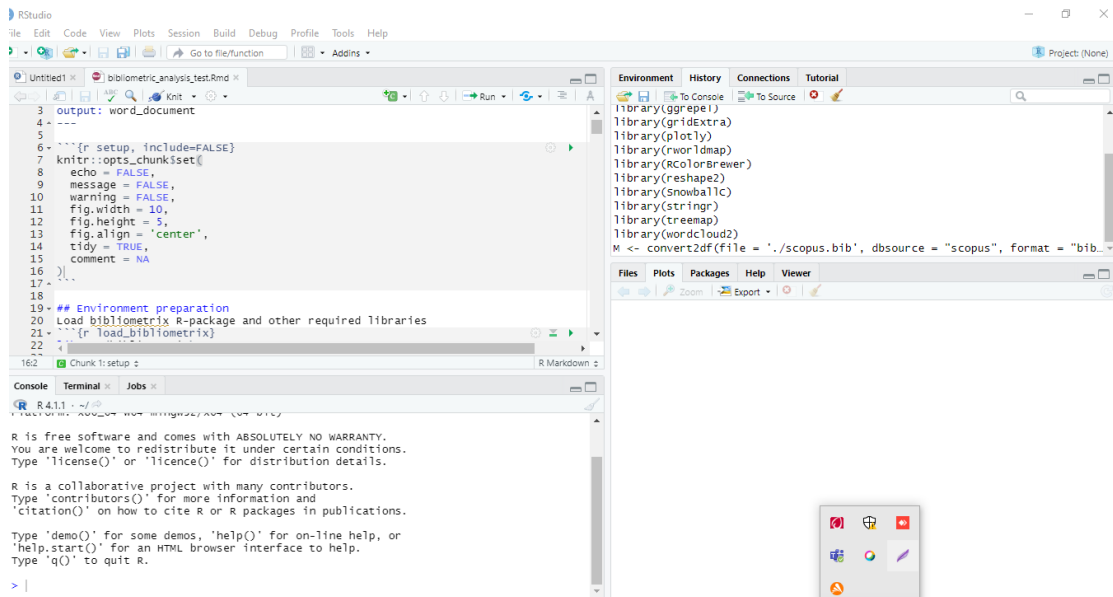 RStudio
File Edit Code View Plots Session Build Debug Profile Tools Help
Go to file/function Addins Project: (None)
Untitled1 bibliometric_analysis_test.Rmd
ABC Knit Run
3 output: word_document
4 ---
5
6 ```{r setup, include=FALSE}
7 knitr::opts_chunk$set(
8 echo = FALSE,
9 message = FALSE,
10 warning = FALSE,
11 fig.width = 10,
12 fig.height = 5,
13 fig.align = 'center',
14 tidy = TRUE,
15 comment = NA
16 )
17 ```
18
19 ## Environment preparation
20 Load bibliometrix R-package and other required libraries
21 ```{r load_bibliometrix}
22
16:2 Chunk 1: setup R Markdown
Console Terminal Jobs
R 4.1.1 · ~/
Platform: x86_64-w64-mingw32/x64 (64-bit)
R is free software and comes with ABSOLUTELY NO WARRANTY.
You are welcome to redistribute it under certain conditions.
Type 'license()' or 'licence()' for distribution details.
R is a collaborative project with many contributors.
Type 'contributors()' for more information and
'citation()' on how to cite R or R packages in publications.
Type 'demo()' for some demos, 'help()' for on-line help, or
'help.start()' for an HTML browser interface to help.
Type 'q()' to quit R.
>
Environment History Connections Tutorial
To Console To Source
library(ggrepel)
library(gridExtra)
library(plotly)
library(rworldmap)
library(RColorBrewer)
library(reshape2)
library(SnowballC)
library(stringr)
library(treemap)
library(wordcloud2)
M <- convert2df(file = './scopus.bib', dbsource = "scopus", format = "bib…
Files Plots Packages Help Viewer
Zoom Export